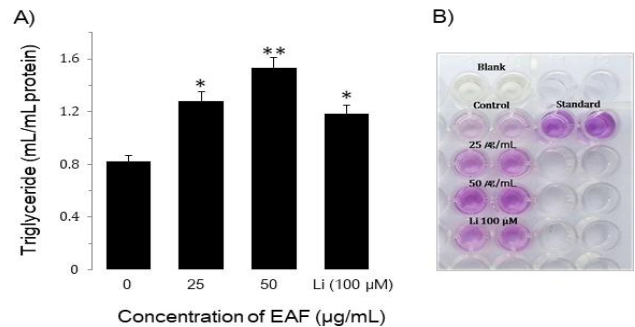 A)
B)
Triglyceride (mL/mL protein)
1.6
1.2
0.8
0.4
0
*
**
*
0 25 50 Li (100 µM)
Concentration of EAF (µg/mL)
Blank
Control Standard
25 ㎍/mL
50 ㎍/mL
Li 100 µM